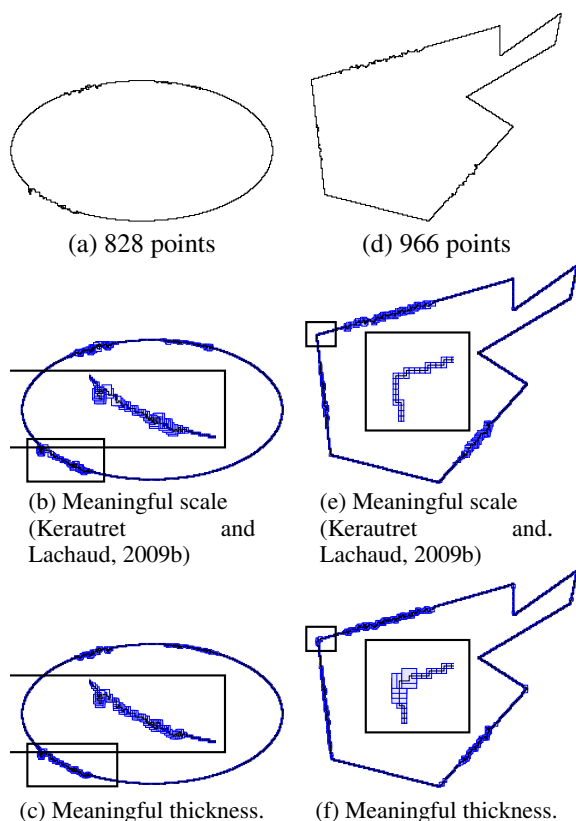 (a) 828 points
(d) 966 points
(b) Meaningful scale
(Kerautret and
Lachaud, 2009b)
(e) Meaningful scale
(Kerautret and.
Lachaud, 2009b)
(c) Meaningful thickness.
(f) Meaningful thickness.